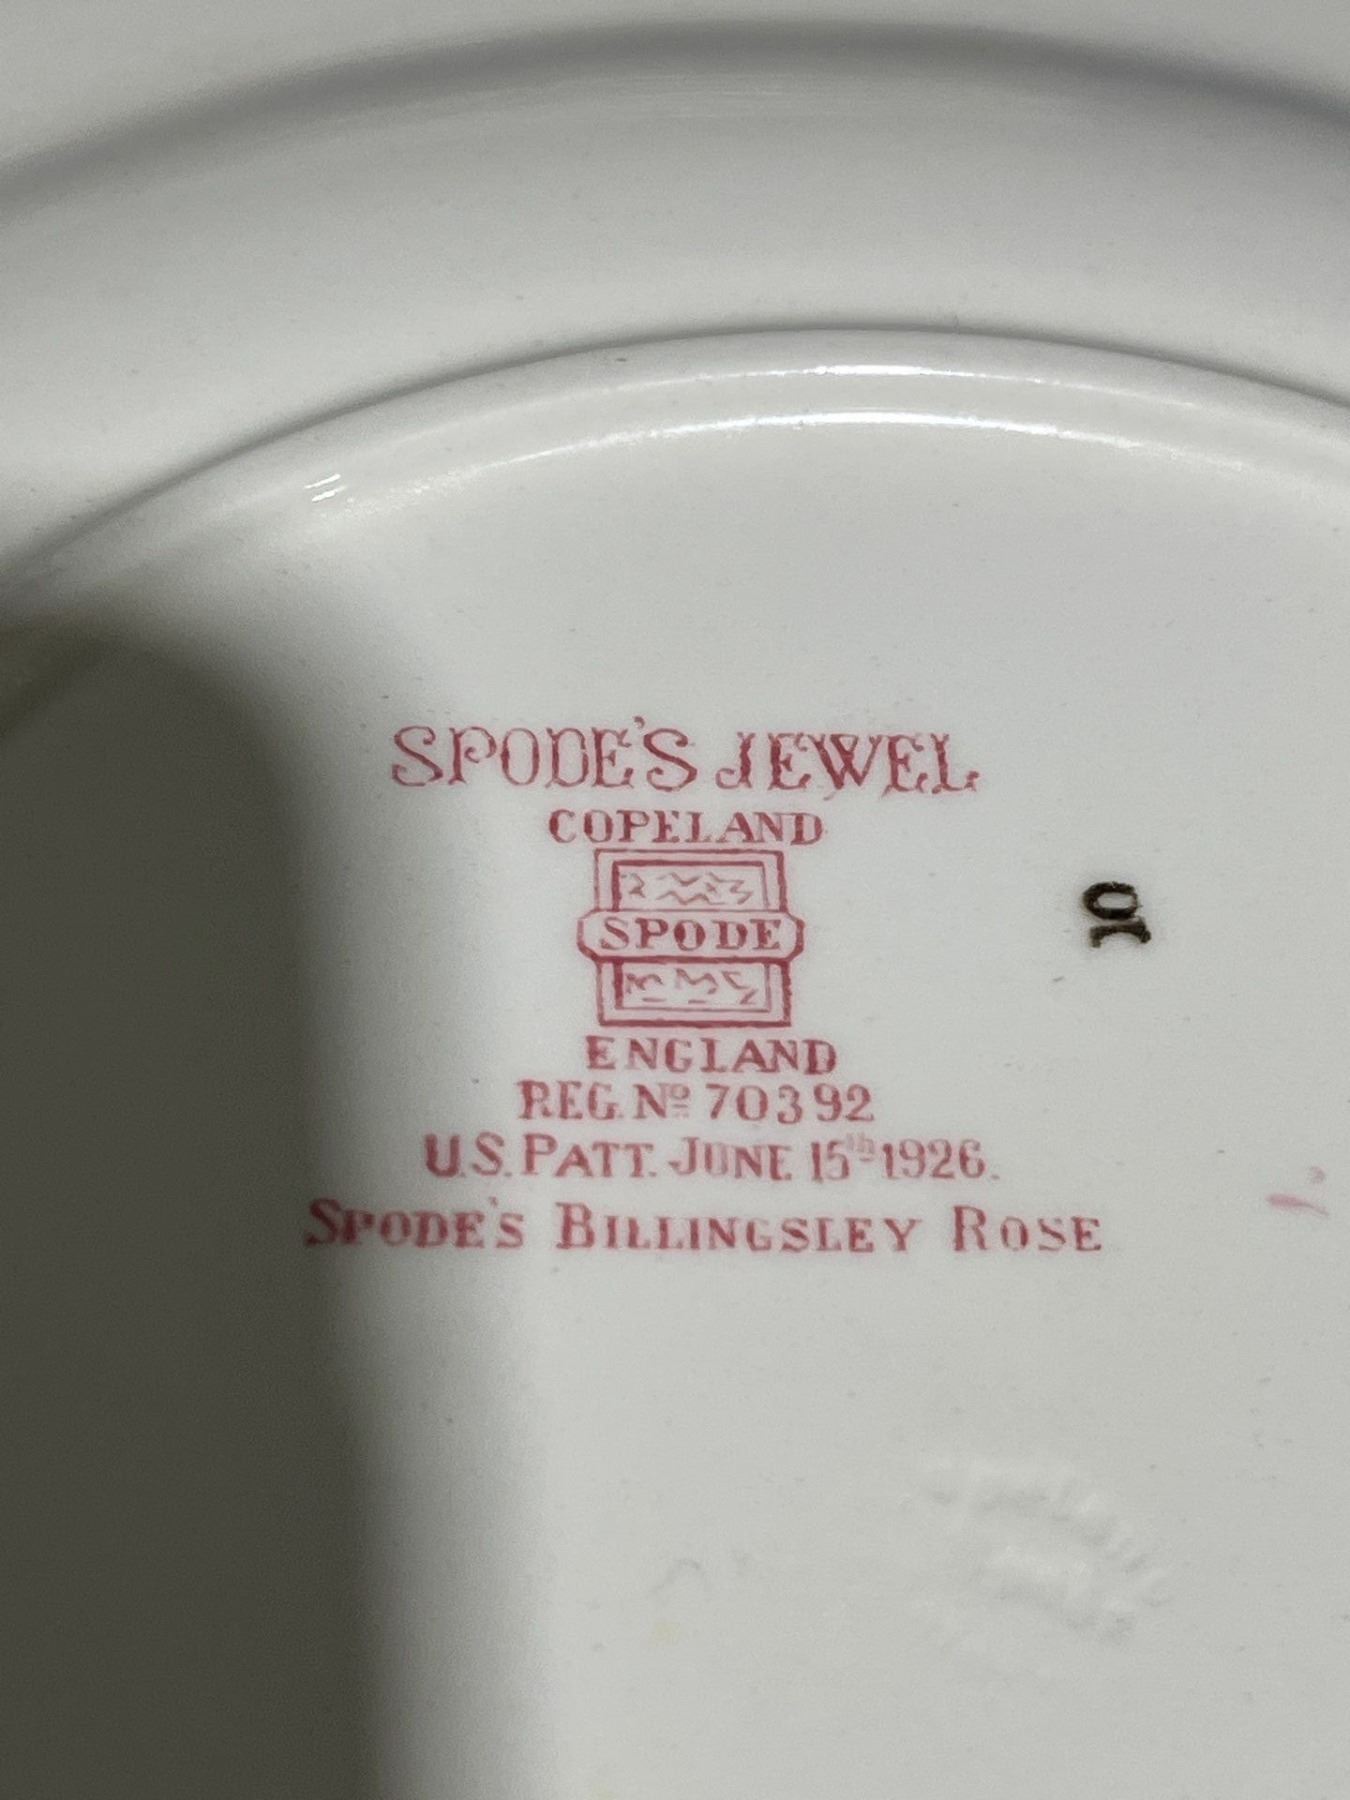 SPODE'S JEWEL
COPELAND
SPODE
ENGLAND
REG. Nº 70392
U.S. PATT. JUNE 15th 1926.
SPODE'S BILLINGSLEY ROSE
10